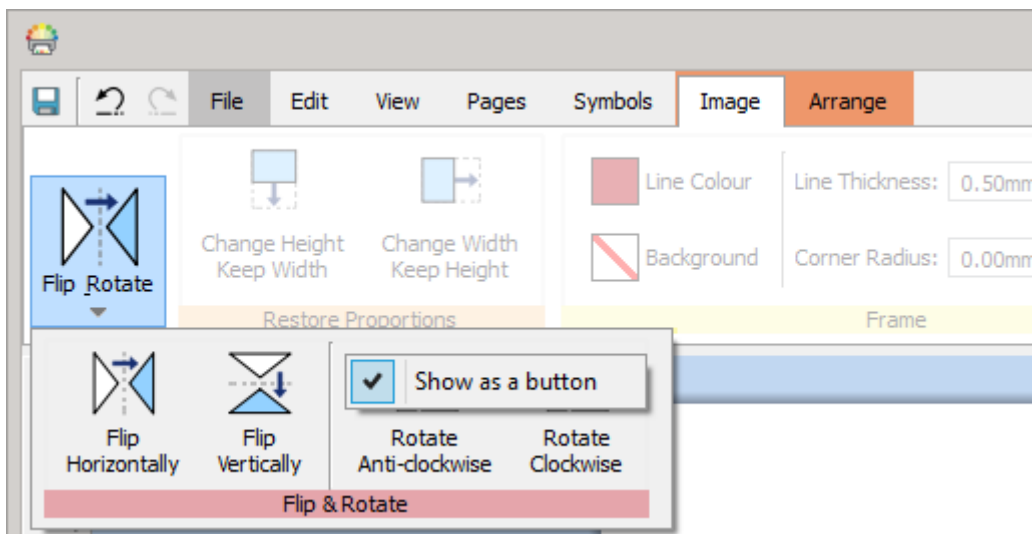 File Edit View Pages Symbols Image Arrange
Change Height
Keep Width
Change Width
Keep Height
Restore Proportions
Line Colour
Background
Line Thickness: 0.50mm
Corner Radius: 0.00mm
Frame
Flip Rotate
Show as a button
Flip
Horizontally
Flip
Vertically
Rotate
Anti-clockwise
Rotate
Clockwise
Flip & Rotate